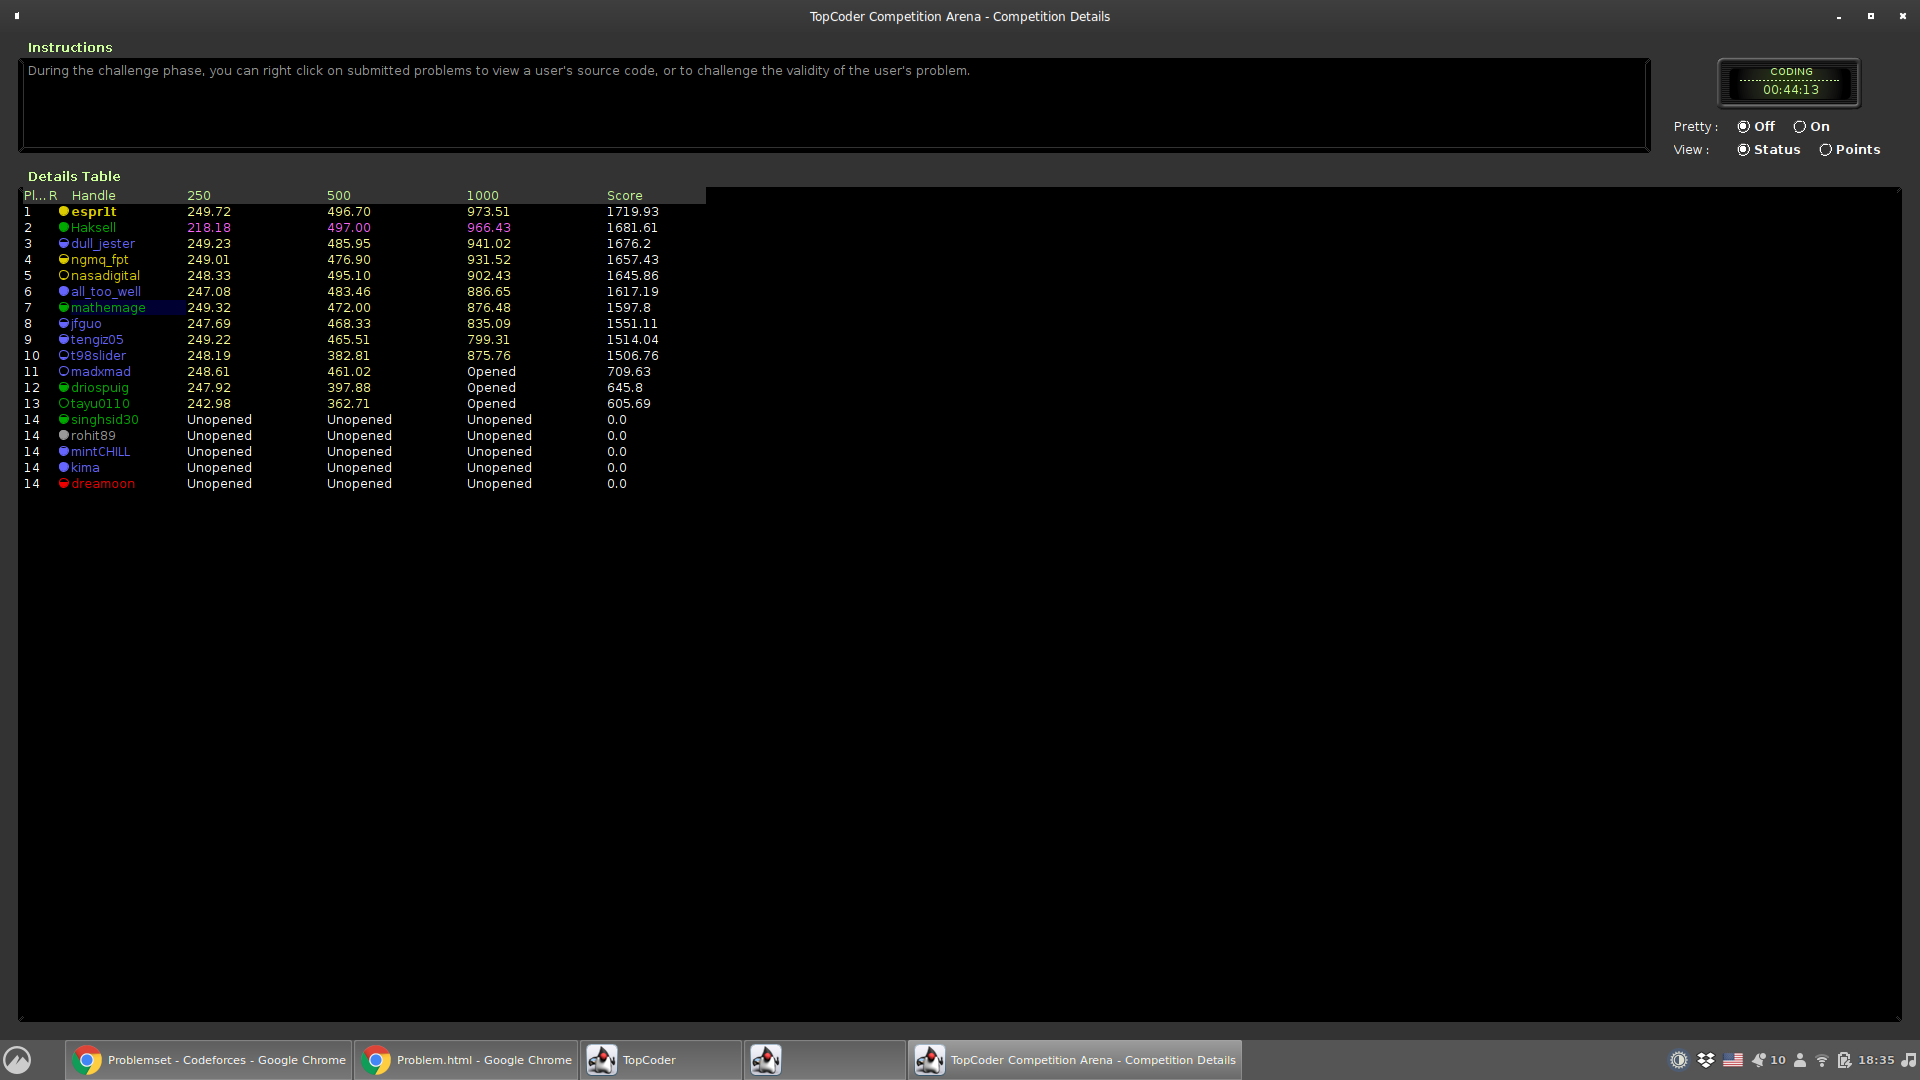 TopCoder Competition Arena - Competition Details
Instructions
During the challenge phase, you can right click on submitted problems to view a user's source code, or to challenge the validity of the user's problem.
CODING
00:44:13
Pretty : Off On
View : Status Points
Details Table
Pl... R Handle 250 500 1000 Score
1 espr1t 249.72 496.70 973.51 1719.93
2 Haksell 218.18 497.00 966.43 1681.61
3 dull_jester 249.23 485.95 941.02 1676.2
4 ngmq_fpt 249.01 476.90 931.52 1657.43
5 nasadigital 248.33 495.10 902.43 1645.86
6 all_too_well 247.08 483.46 886.65 1617.19
7 mathemage 249.32 472.00 876.48 1597.8
8 jfguo 247.69 468.33 835.09 1551.11
9 tengiz05 249.22 465.51 799.31 1514.04
10 t98slider 248.19 382.81 875.76 1506.76
11 madxmad 248.61 461.02 Opened 709.63
12 driospuig 247.92 397.88 Opened 645.8
13 tayu0110 242.98 362.71 Opened 605.69
14 singhsid30 Unopened Unopened Unopened 0.0
14 rohit89 Unopened Unopened Unopened 0.0
14 mintCHILL Unopened Unopened Unopened 0.0
14 kima Unopened Unopened Unopened 0.0
14 dreamoon Unopened Unopened Unopened 0.0
Problemset - Codeforces - Google Chrome Problem.html - Google Chrome TopCoder TopCoder Competition Arena - Competition Details 10 18:35